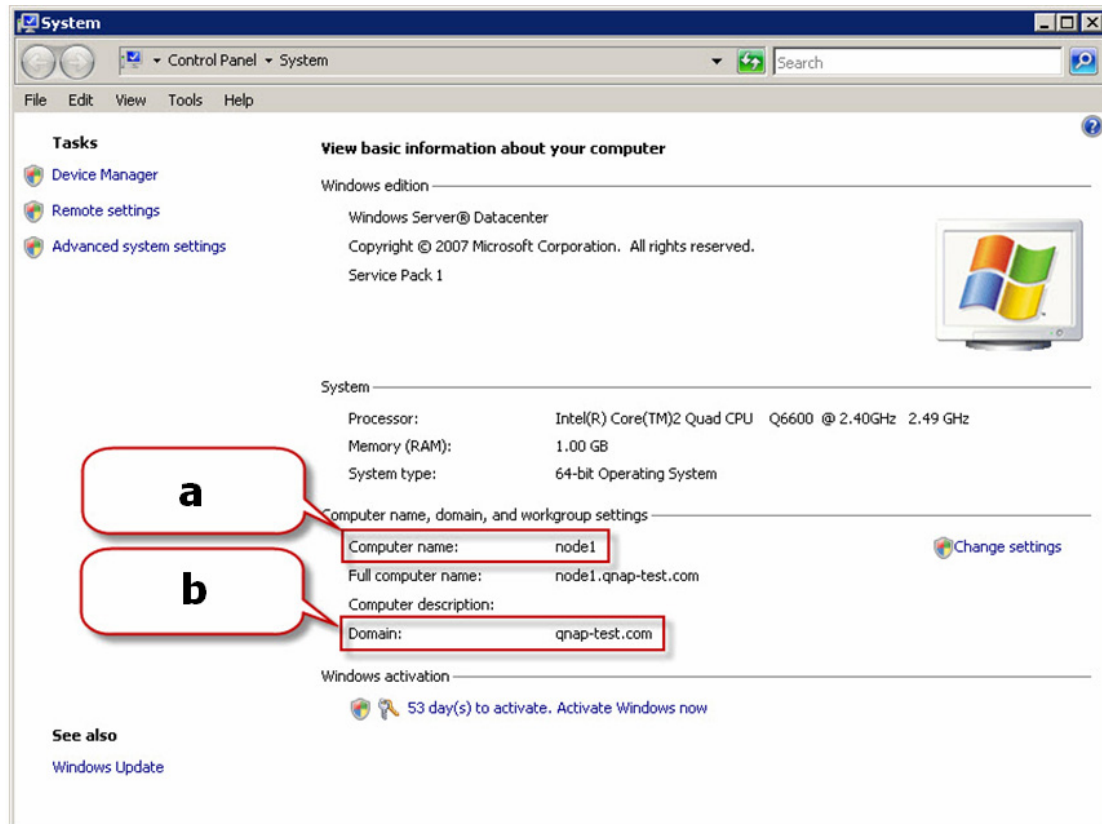 System
Control Panel System
Search
File Edit View Tools Help
Tasks
Device Manager
Remote settings
Advanced system settings
View basic information about your computer
Windows edition
Windows Server® Datacenter
Copyright © 2007 Microsoft Corporation. All rights reserved.
Service Pack 1
System
Processor: Intel(R) Core(TM)2 Quad CPU Q6600 @ 2.40GHz 2.49 GHz
Memory (RAM): 1.00 GB
System type: 64-bit Operating System
a
Computer name, domain, and workgroup settings
Computer name: node1
Change settings
b
Full computer name: node1.qnap-test.com
Computer description:
Domain: qnap-test.com
Windows activation
53 day(s) to activate. Activate Windows now
See also
Windows Update